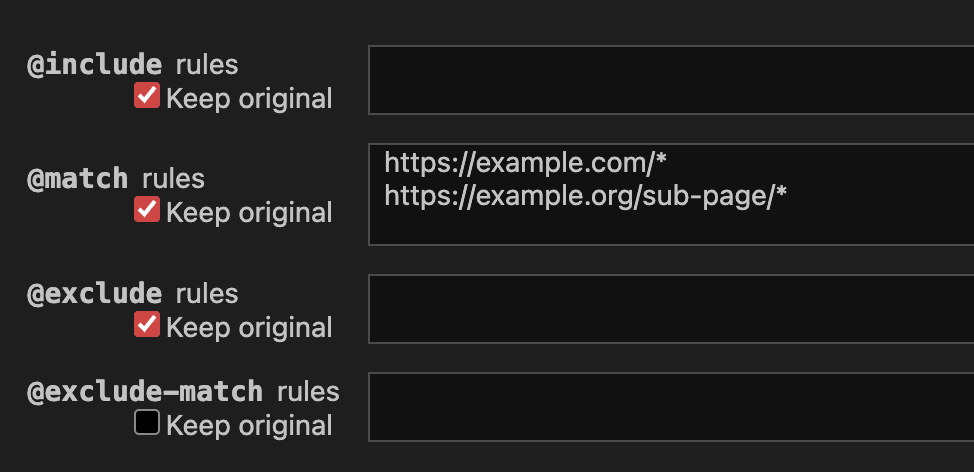 @include rules
Keep original
@match rules
Keep original
https://example.com/*
https://example.org/sub-page/*
@exclude rules
Keep original
@exclude-match rules
Keep original